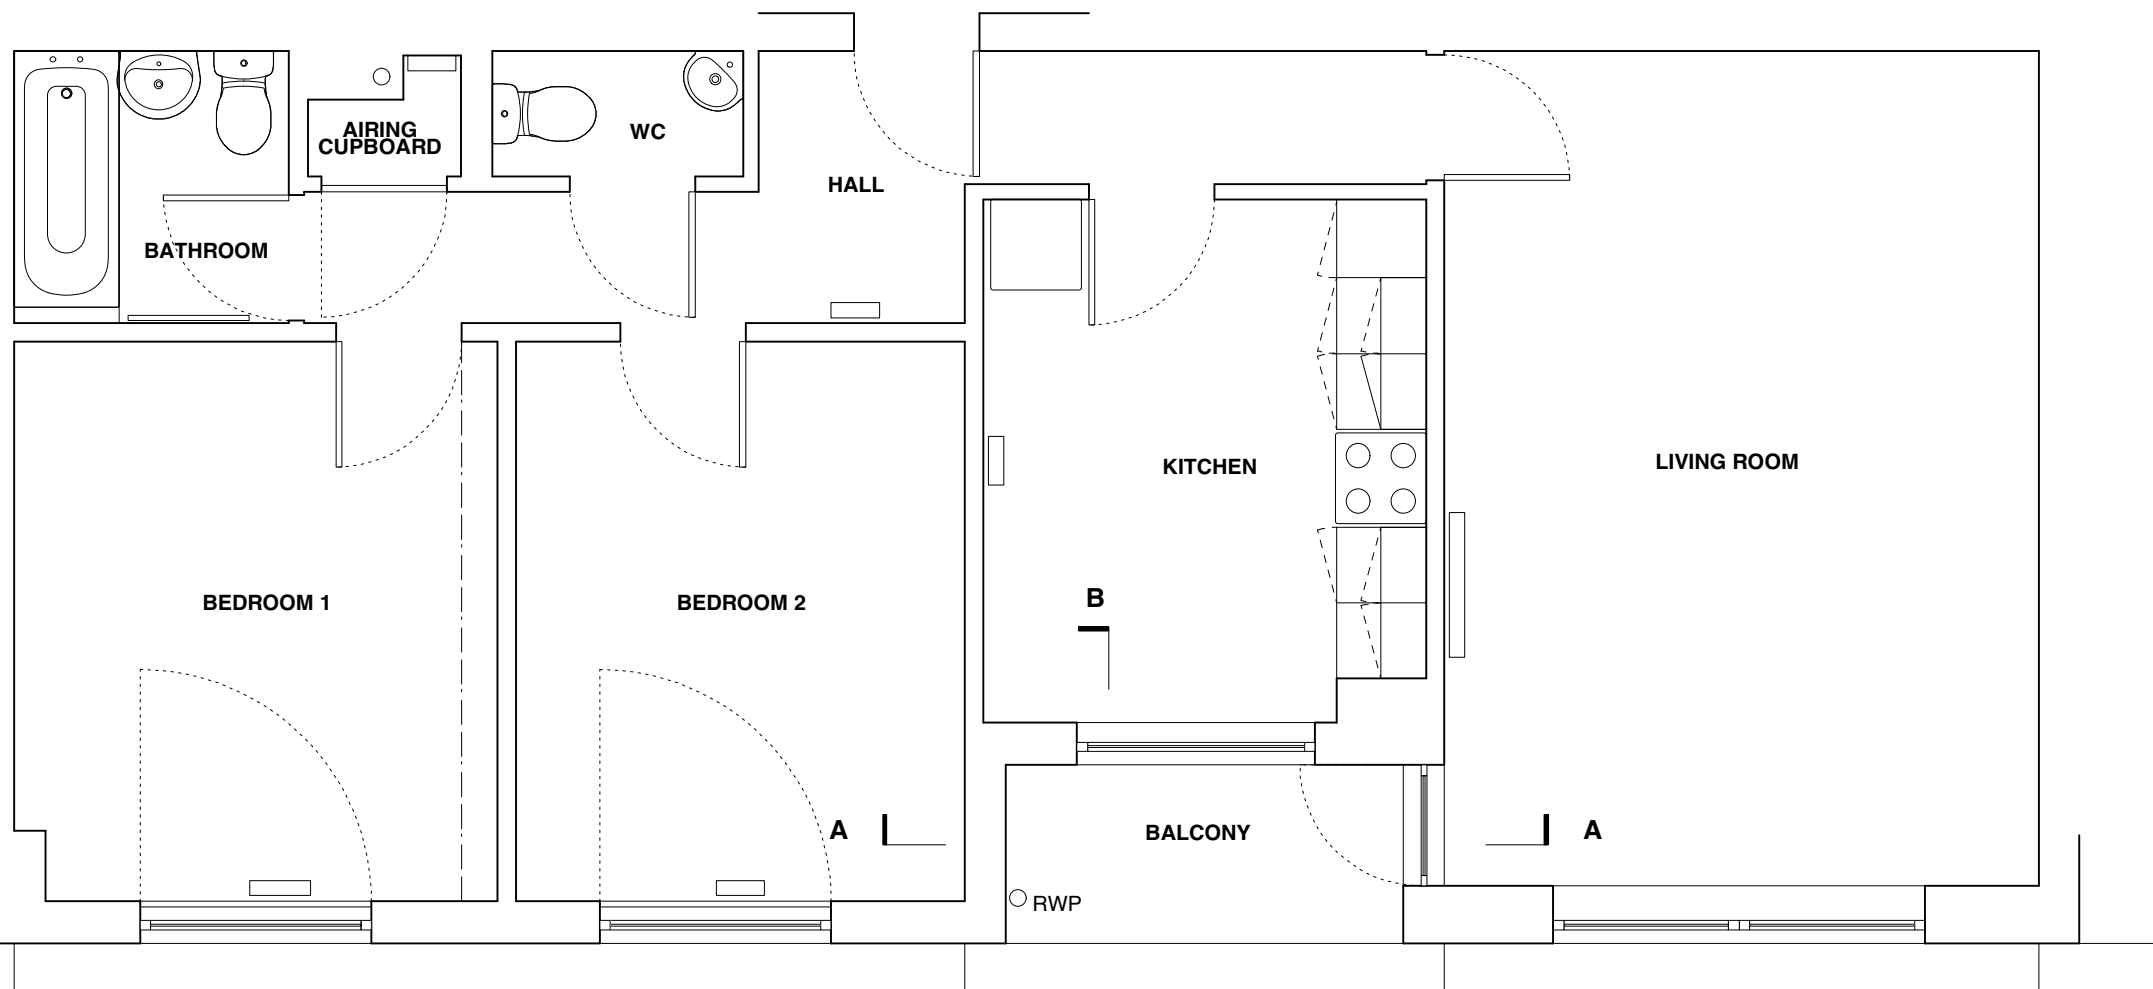 AIRING
CUPBOARD
WC
HALL
BATHROOM
KITCHEN
LIVING ROOM
BEDROOM 1
BEDROOM 2
B
A
BALCONY
A
RWP